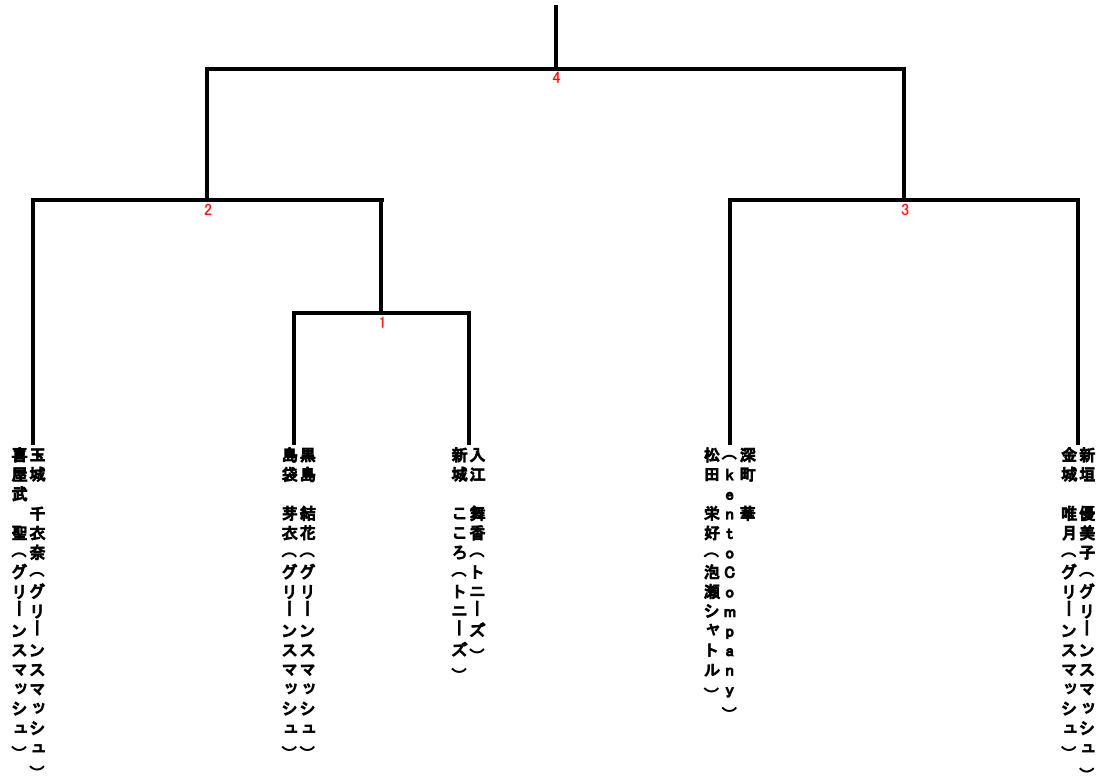 4
2
3
1
玉城　千衣奈（グリーンスマッシュ）
喜屋武　聖（グリーンスマッシュ）
黒島　結花（グリーンスマッシュ）
島袋　芽衣（グリーンスマッシュ）
入江　舞香（トニーズ）
新城　こころ（トニーズ）
深町　華
（kentoCompany）
松田　栄好（泡瀬シャトル）
新垣　優美子（グリーンスマッシュ）
金城　唯月（グリーンスマッシュ）